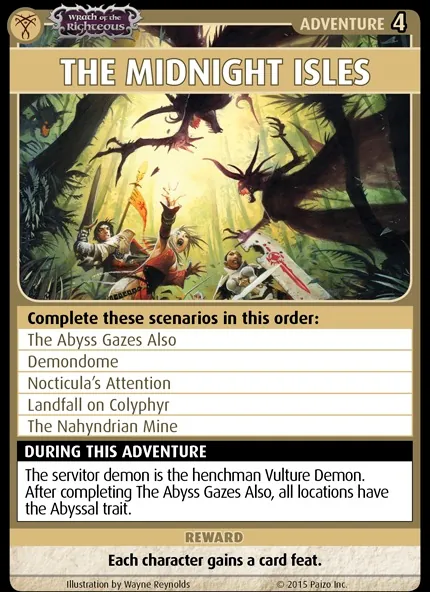 Wrath of the
Righteous
ADVENTURE 4
THE MIDNIGHT ISLES
Complete these scenarios in this order:
The Abyss Gazes Also
Demondome
Nocticula's Attention
Landfall on Colyphyr
The Nahyndrian Mine
DURING THIS ADVENTURE
The servitor demon is the henchman Vulture Demon.
After completing The Abyss Gazes Also, all locations have
the Abyssal trait.
REWARD
Each character gains a card feat.
Illustration by Wayne Reynolds
© 2015 Paizo Inc.